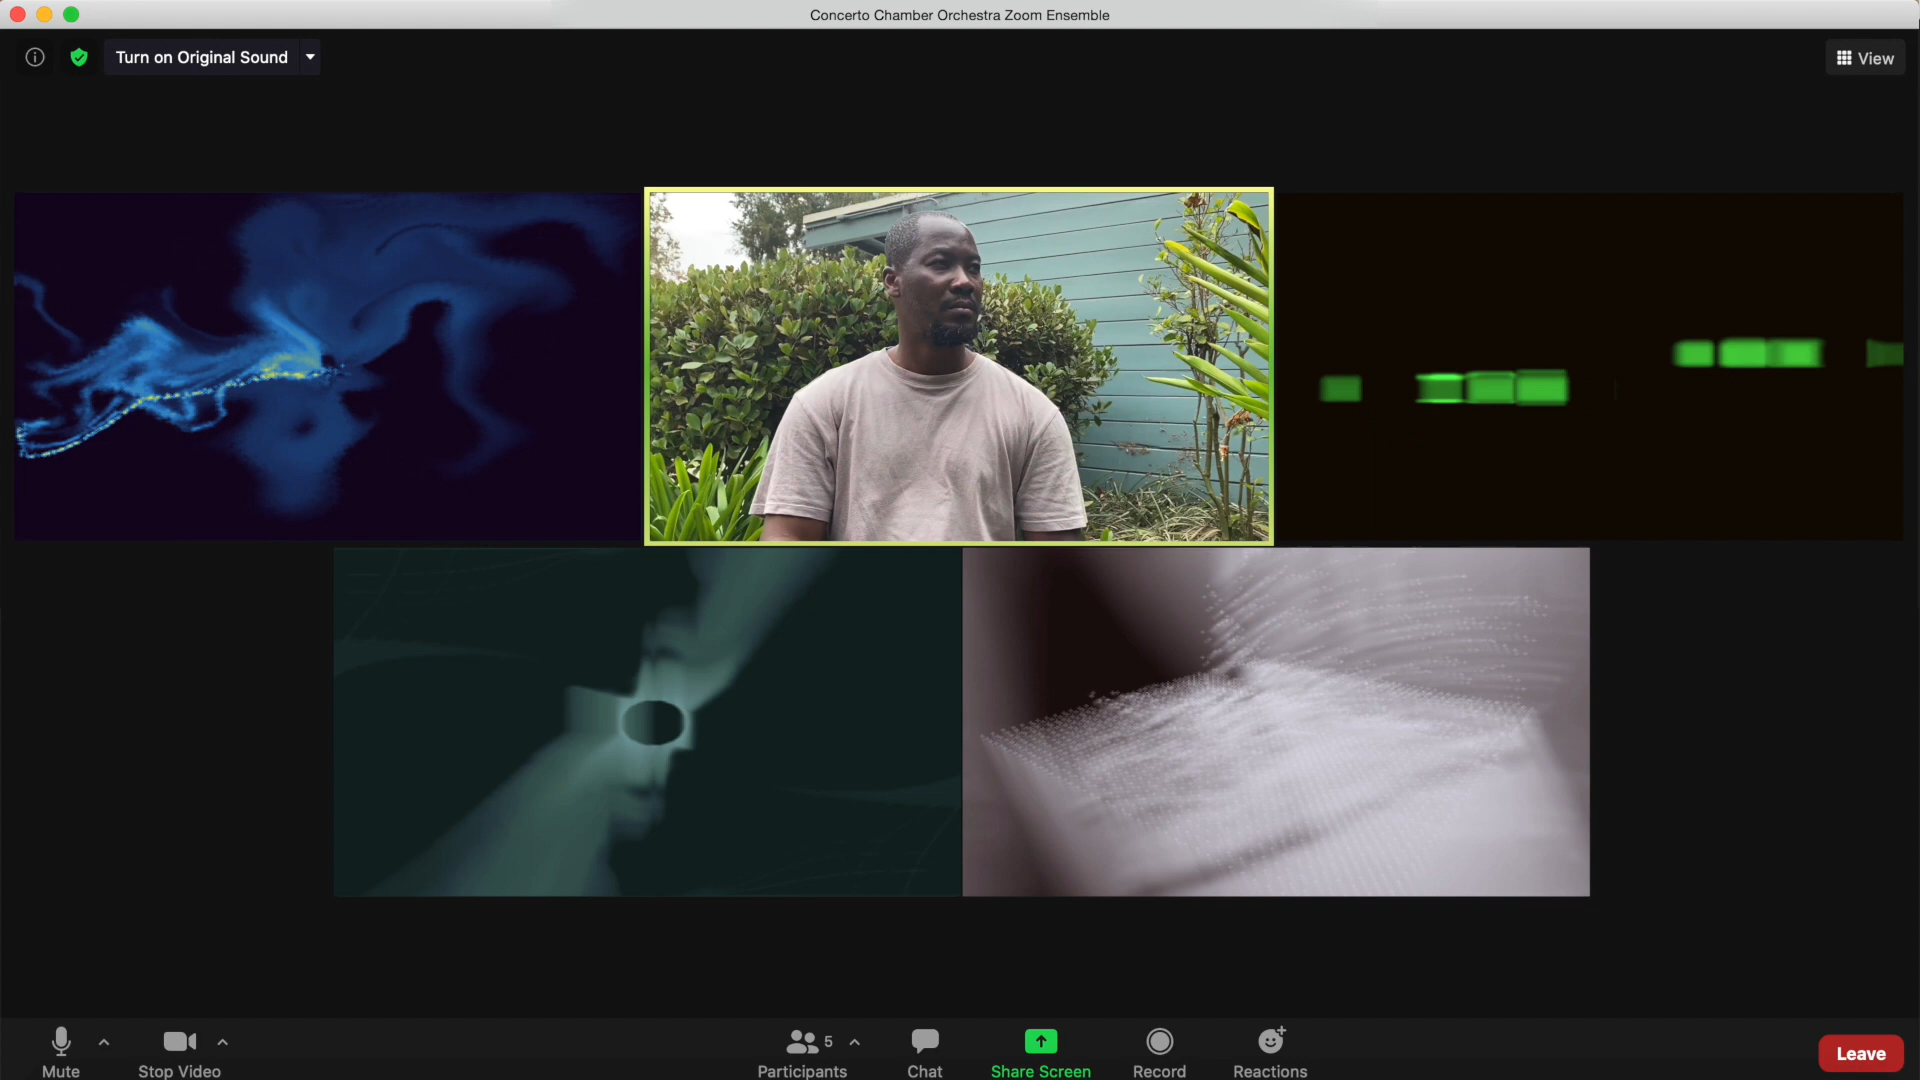 Concerto Chamber Orchestra Zoom Ensemble
Turn on Original Sound
View
5
Mute
Stop Video
Participants
Chat
Share Screen
Record
Reactions
Leave